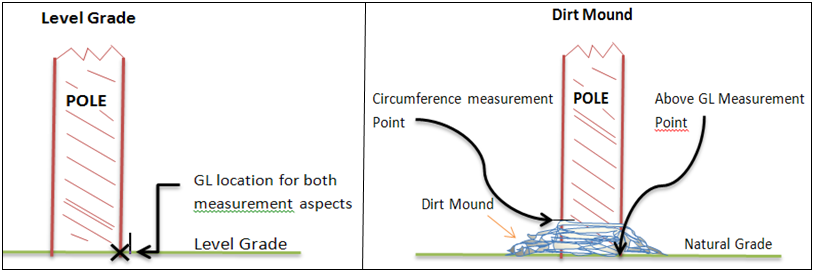 Level Grade
POLE
GL location for both
measurement aspects
Level Grade
Dirt Mound
Circumference measurement
Point
POLE
Above GL Measurement
Point
Dirt Mound
Natural Grade